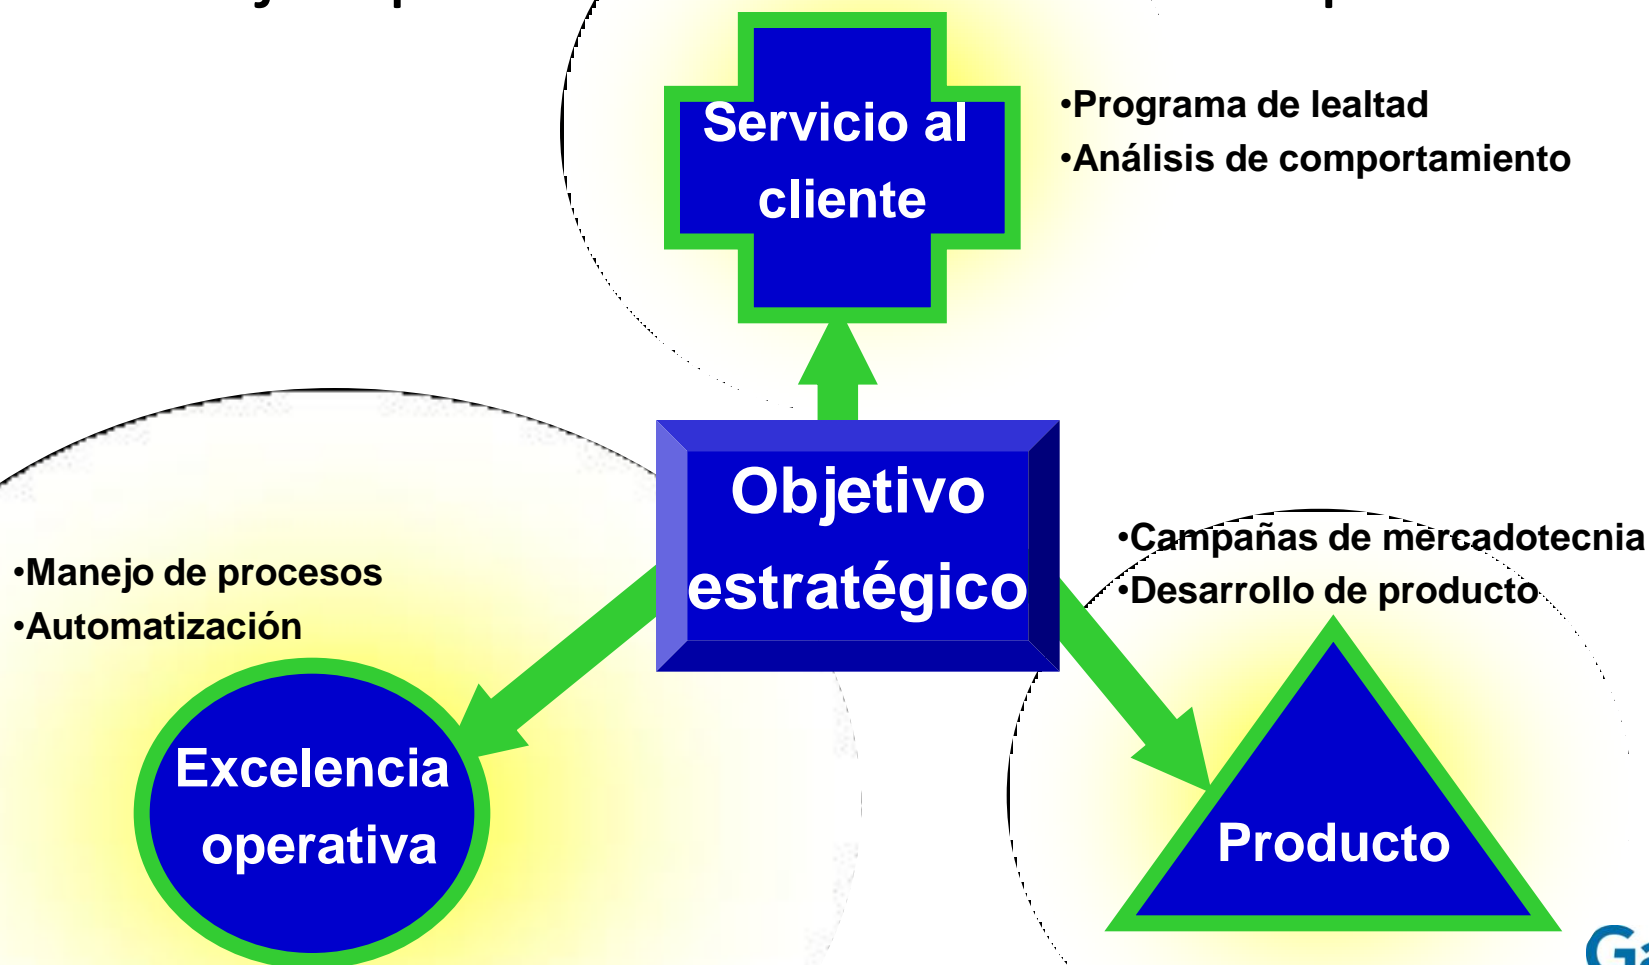 Servicio al
cliente
•Programa de lealtad
•Análisis de comportamiento
Objetivo
estratégico
•Campañas de mercadotecnia
•Desarrollo de producto
•Manejo de procesos
•Automatización
Excelencia
operativa
Producto